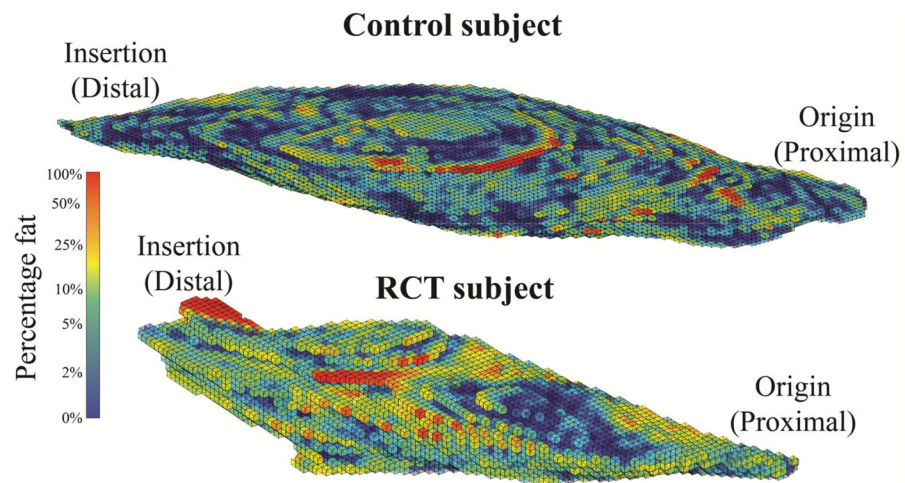 Control subject
Insertion
(Distal)
Origin
(Proximal)
Percentage fat
100%
50%
25%
10%
5%
2%
0%
Insertion
(Distal)
RCT subject
Origin
(Proximal)